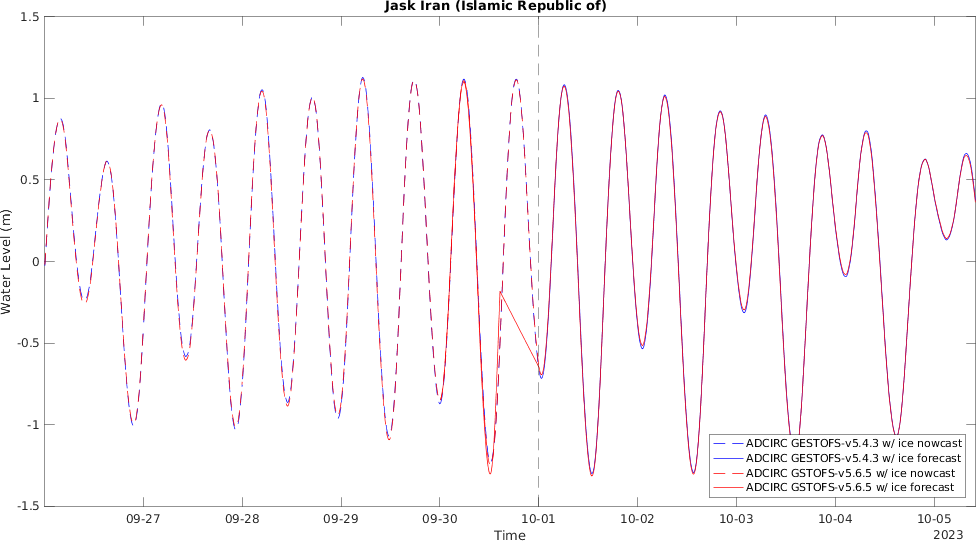 Jask Iran (Islamic Republic of)
1.5
1
0.5
0
-0.5
-1
-1.5
Water Level (m)
ADCIRC GESTOFS-v5.4.3 w/ ice nowcast
ADCIRC GESTOFS-v5.4.3 w/ ice forecast
ADCIRC GSTOFS-v5.6.5 w/ ice nowcast
ADCIRC GSTOFS-v5.6.5 w/ ice forecast
09-27 09-28 09-29 09-30 10-01 10-02 10-03 10-04 10-05
Time 2023